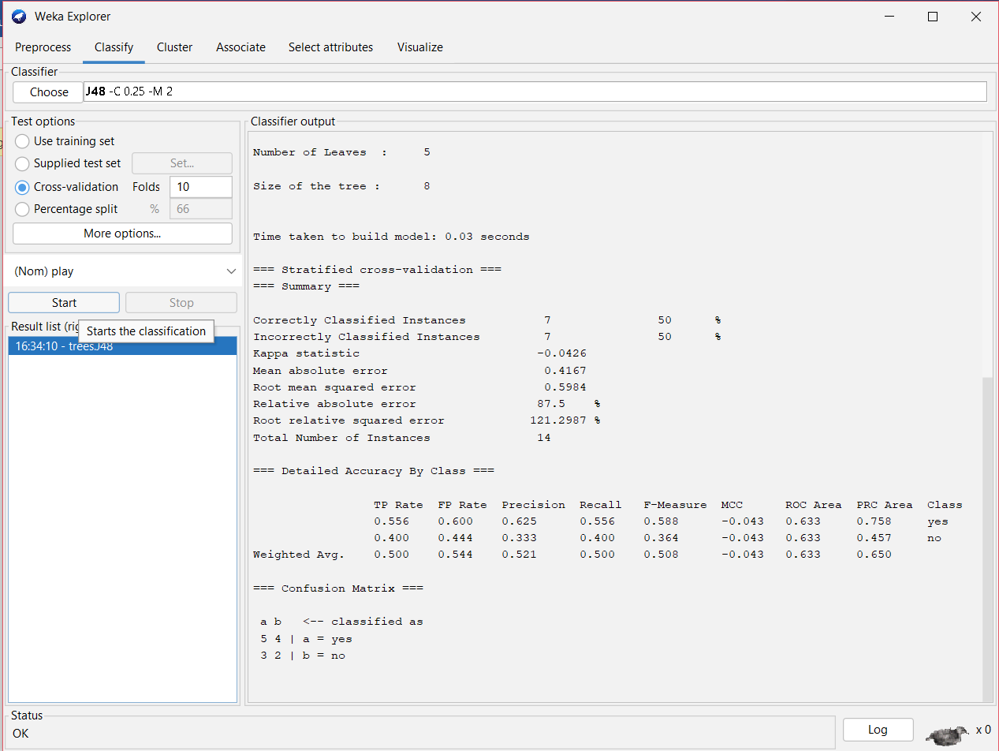 Weka Explorer
Preprocess Classify Cluster Associate Select attributes Visualize
Classifier
Choose J48 -C 0.25 -M 2
Test options
Use training set
Supplied test set Set...
Cross-validation Folds 10
Percentage split % 66
More options...
(Nom) play
Start Stop
Result list (rig
Starts the classification
16:34:10 - trees.J48
Classifier output
Number of Leaves : 5
Size of the tree : 8
Time taken to build model: 0.03 seconds
=== Stratified cross-validation ===
=== Summary ===
Correctly Classified Instances 7 50 %
Incorrectly Classified Instances 7 50 %
Kappa statistic -0.0426
Mean absolute error 0.4167
Root mean squared error 0.5984
Relative absolute error 87.5 %
Root relative squared error 121.2987 %
Total Number of Instances 14
=== Detailed Accuracy By Class ===
TP Rate FP Rate Precision Recall F-Measure MCC ROC Area PRC Area Class
0.556 0.600 0.625 0.556 0.588 -0.043 0.633 0.758 yes
0.400 0.444 0.333 0.400 0.364 -0.043 0.633 0.457 no
Weighted Avg. 0.500 0.544 0.521 0.500 0.508 -0.043 0.633 0.650
=== Confusion Matrix ===
a b <-- classified as
5 4 | a = yes
3 2 | b = no
Status
OK
Log
x 0